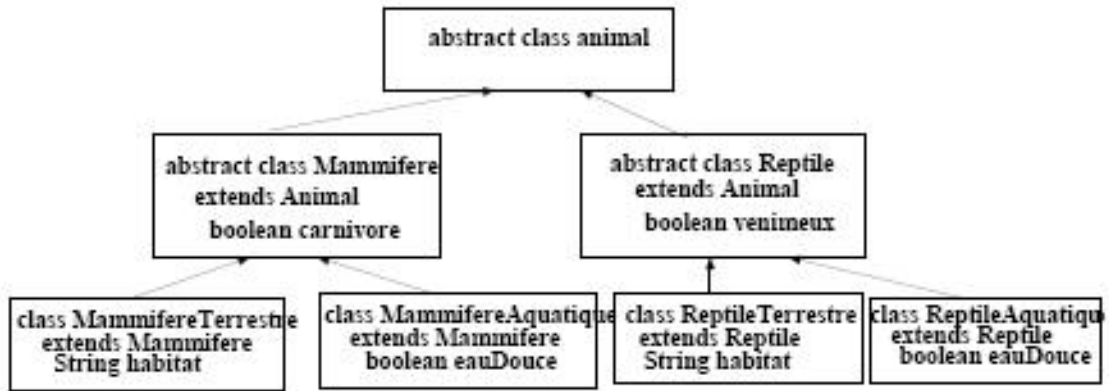 abstract class animal
abstract class Mammifere
extends Animal
boolean carnivore
abstract class Reptile
extends Animal
boolean venimeux
class MammifereTerrestre
extends Mammifere
String habitat
class MammifereAquatique
extends Mammifere
boolean eauDouce
class ReptileTerrestre
extends Reptile
String habitat
class ReptileAquatique
extends Reptile
boolean eauDouce